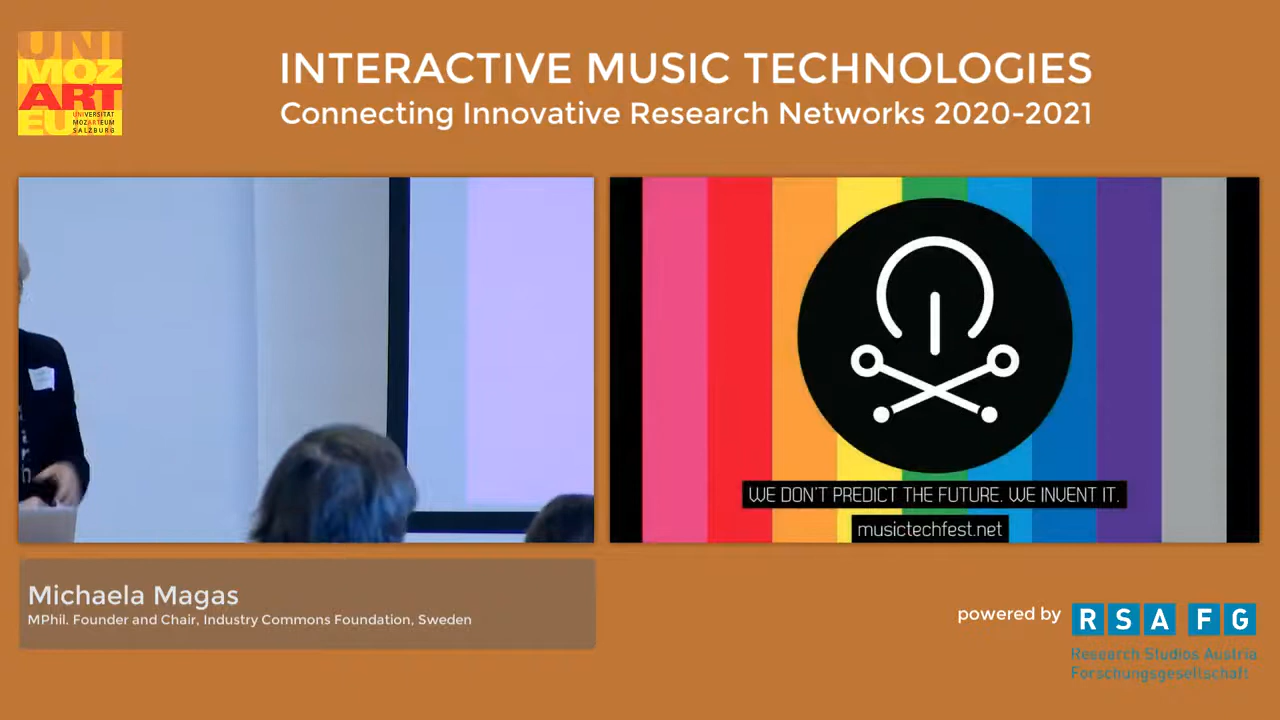 UNI
MOZ
ART
EU
UNIVERSITÄT
MOZARTEUM
SALZBURG
INTERACTIVE MUSIC TECHNOLOGIES
Connecting Innovative Research Networks 2020-2021
WE DON'T PREDICT THE FUTURE. WE INVENT IT.
musictechfest.net
Michaela Magas
MPhil. Founder and Chair, Industry Commons Foundation, Sweden
powered by
RSA FG
Research Studios Austria
Forschungsgesellschaft